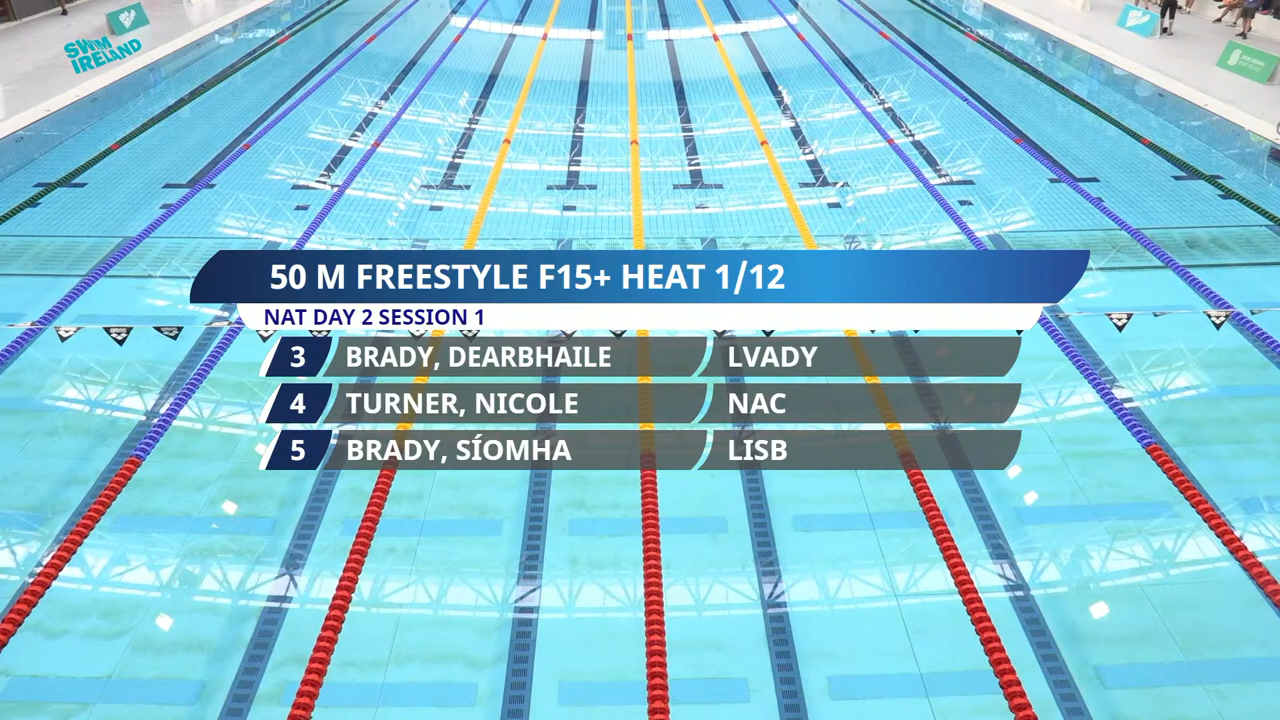 SWIM
IRELAND
50 M FREESTYLE F15+ HEAT 1/12
NAT DAY 2 SESSION 1
3 BRADY, DEARBHAILE LVADY
4 TURNER, NICOLE NAC
5 BRADY, SÍOMHA LISB